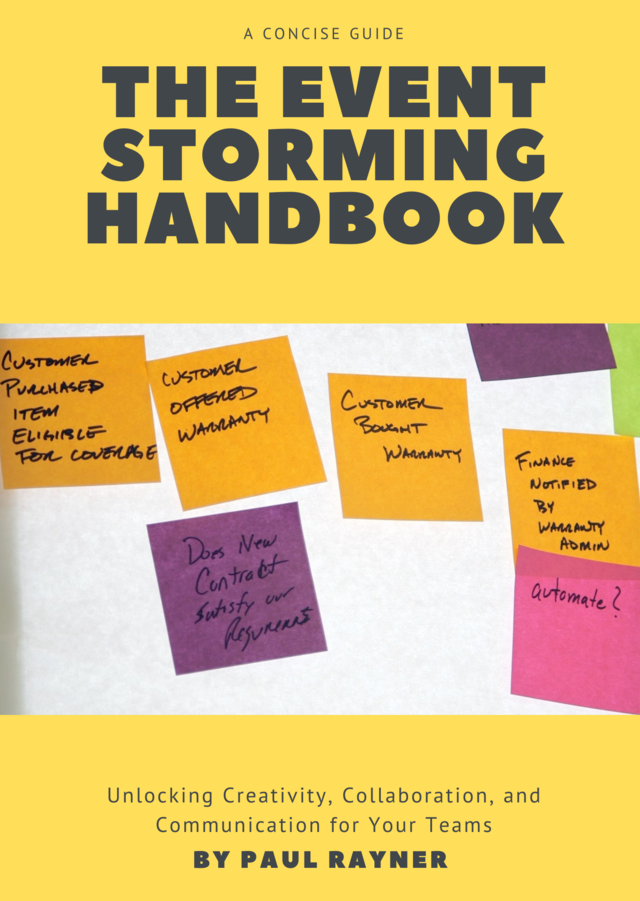 A CONCISE GUIDE
THE EVENT
STORMING
HANDBOOK
CUSTOMER
PURCHASED
ITEM
ELIGIBLE
FOR COVERAGE
CUSTOMER
OFFERED
WARRANTY
CUSTOMER
BOUGHT
WARRANTY
FINANCE
NOTIFIED
BY
WARRANTY
ADMIN
Does New
Contract
Satisfy our
automate?
Unlocking Creativity, Collaboration, and
Communication for Your Teams
BY PAUL RAYNER